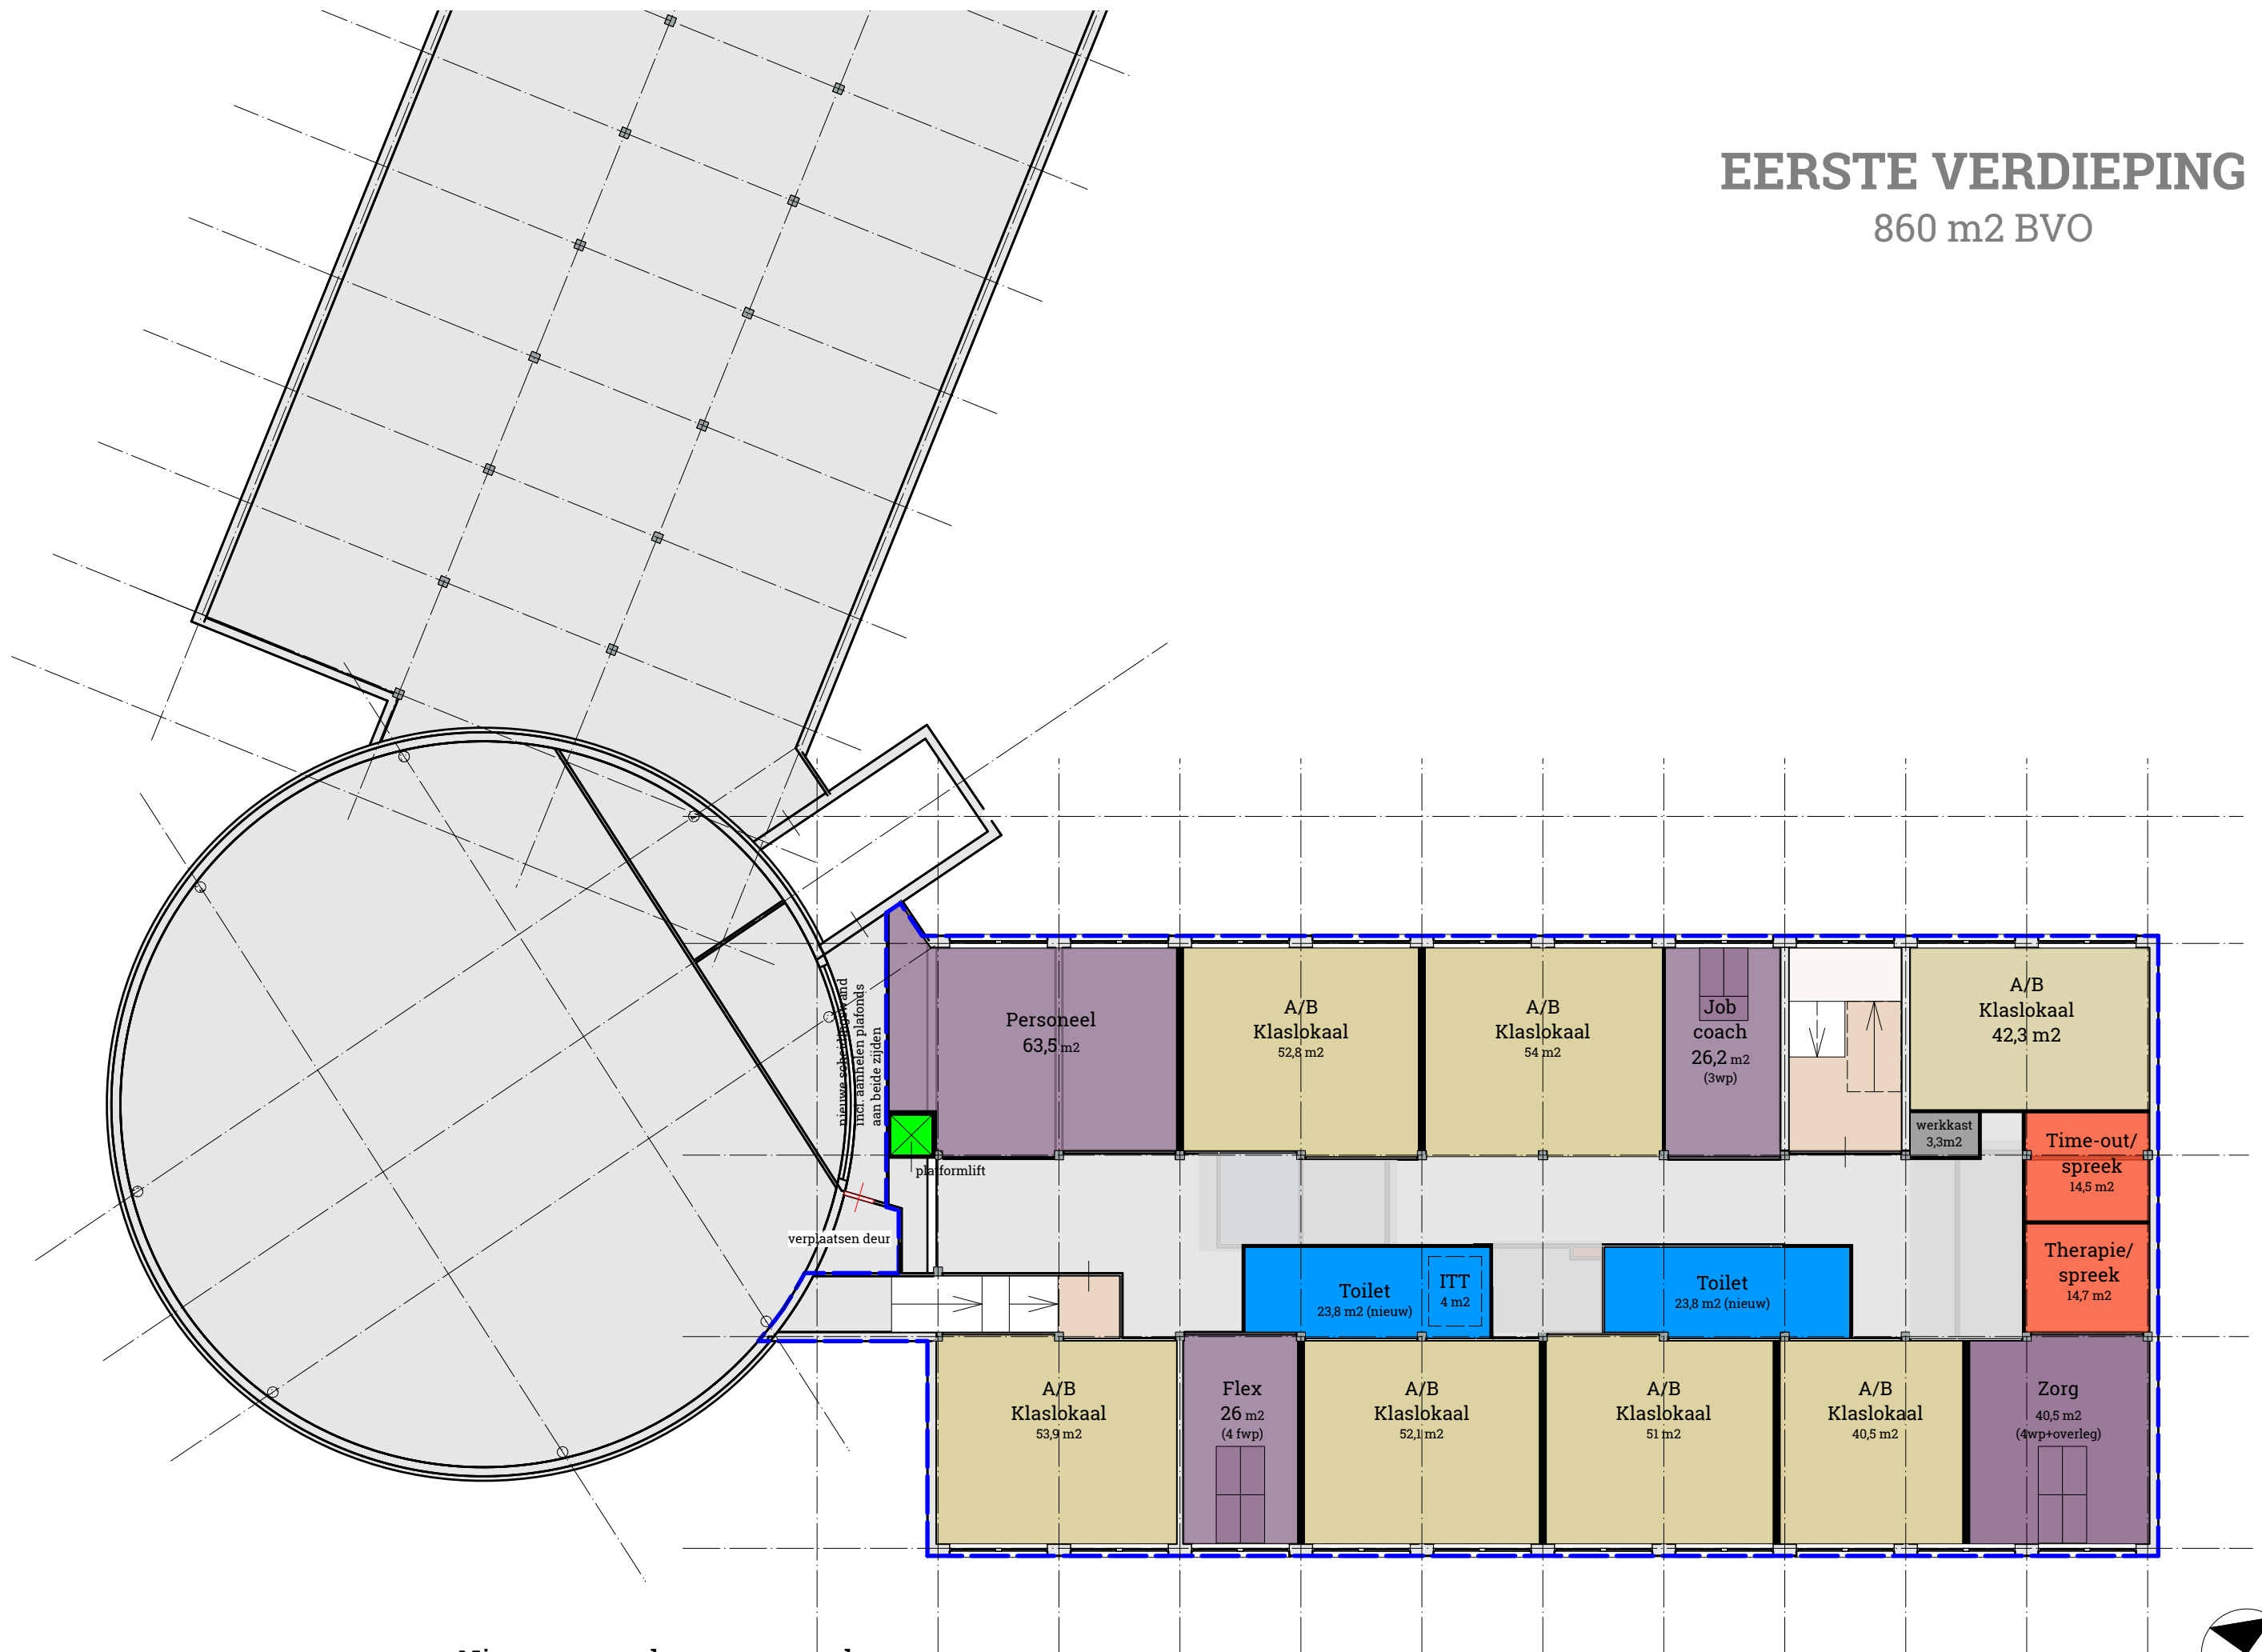 EERSTE VERDIEPING
860 m2 BVO
nieuwe scheidingswand
incl. aanhelen plafonds
aan beide zijden
platformlift
verplaatsen deur
Personeel
63,5 m2
A/B
Klaslokaal
52,8 m2
A/B
Klaslokaal
54 m2
Job
coach
26,2 m2
(3wp)
A/B
Klaslokaal
42,3 m2
werkkast
3,3m2
Time-out/
spreek
14,5 m2
Therapie/
spreek
14,7 m2
Toilet
23,8 m2 (nieuw)
ITT
4 m2
Toilet
23,8 m2 (nieuw)
A/B
Klaslokaal
53,9 m2
Flex
26 m2
(4 fwp)
A/B
Klaslokaal
52,1 m2
A/B
Klaslokaal
51 m2
A/B
Klaslokaal
40,5 m2
Zorg
40,5 m2
(4wp+overleg)